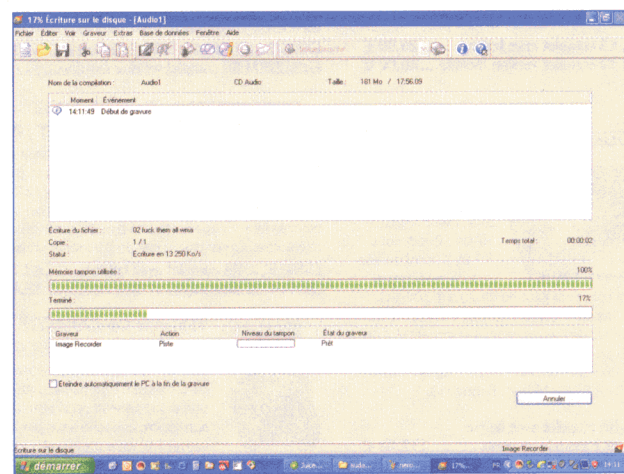 17% Écriture sur le disque - [Audio1]
Fichier Éditer Voir Graveur Extras Base de données Fenêtre Aide
Nom de la compilation : Audio1 CD Audio Taille : 181 Mo / 17:56.09
Moment Événement
14:11:49 Début de gravure
Écriture du fichier : 02 fuck them all.wma
Copie : 1 / 1 Temps total : 00:00:02
Statut : Écriture en 13 250 Ko/s
Mémoire tampon utilisée : 100%
Terminé : 17%
Graveur Action Niveau du tampon État du graveur
Image Recorder Piste Prêt
Éteindre automatiquement le PC à la fin de la gravure
Annuler
Écriture sur le disque Image Recorder
démarrer 17%... FR 14:11